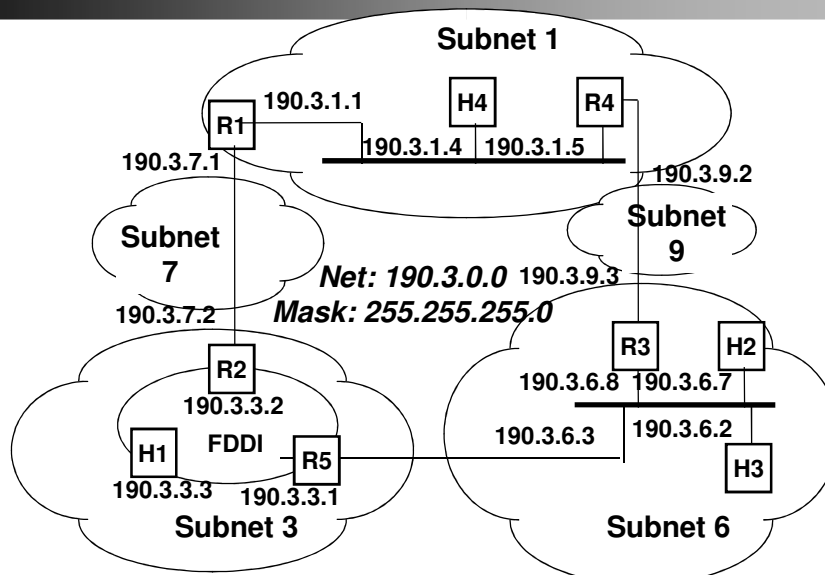 Subnet 1
190.3.1.1
H4
R4
R1
190.3.1.4
190.3.1.5
190.3.7.1
190.3.9.2
Subnet
7
Subnet
9
Net: 190.3.0.0
190.3.9.3
Mask: 255.255.255.0
190.3.7.2
R2
R3
H2
190.3.6.8
190.3.6.7
190.3.3.2
190.3.6.3
190.3.6.2
H1
FDDI
R5
H3
190.3.3.3
190.3.3.1
Subnet 3
Subnet 6